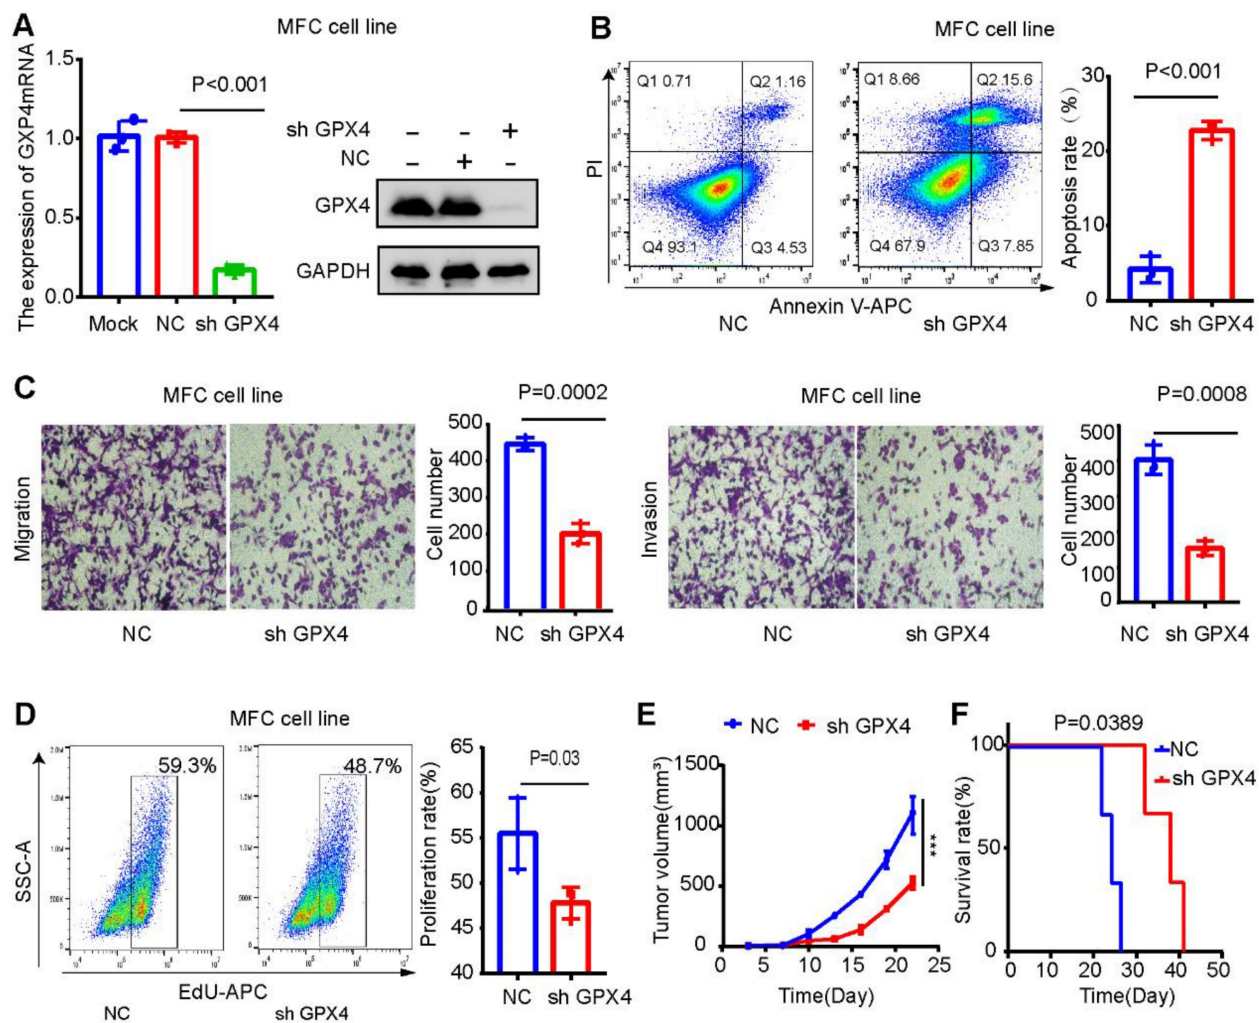 A
MFC cell line
The expression of GXP4mRNA
1.5
1.0
0.5
0.0
P<0.001
Mock NC sh GPX4
sh GPX4 – – +
NC – + –
GPX4
GAPDH
B
MFC cell line
PI
Q1 0.71
Q2 1.16
Q4 93.1
Q3 4.53
Q1 8.66
Q2 15.6
Q4 67.9
Q3 7.85
Annexin V-APC
NC
sh GPX4
Apoptosis rate (%)
30
20
10
0
P<0.001
NC sh GPX4
C
MFC cell line
Migration
NC
sh GPX4
P=0.0002
Cell number
500
400
300
200
100
0
NC sh GPX4
MFC cell line
Invasion
NC
sh GPX4
P=0.0008
Cell number
500
400
300
200
100
0
NC sh GPX4
D
MFC cell line
SSC-A
59.3%
48.7%
2.0M
1.5M
1.0M
500K
0
EdU-APC
NC
sh GPX4
Proliferation rate(%)
65
60
55
50
45
40
P=0.03
NC sh GPX4
E
NC sh GPX4
Tumor volume(mm³)
1500
1000
500
0
***
0 5 10 15 20 25
Time(Day)
F
P=0.0389
NC
sh GPX4
Survival rate(%)
100
50
0
0 10 20 30 40 50
Time(Day)